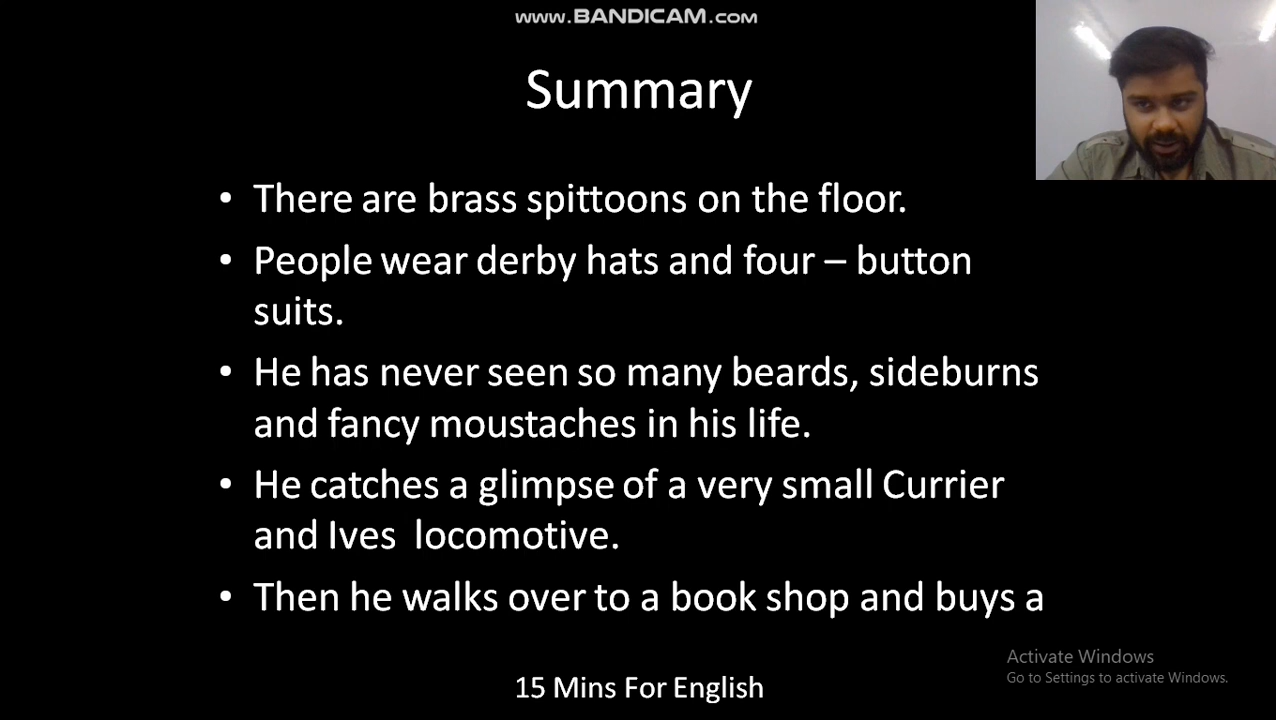 www.BANDICAM.com
Summary
• There are brass spittoons on the floor.
• People wear derby hats and four – button
suits.
• He has never seen so many beards, sideburns
and fancy moustaches in his life.
• He catches a glimpse of a very small Currier
and Ives locomotive.
• Then he walks over to a book shop and buys a
Activate Windows
Go to Settings to activate Windows.
15 Mins For English